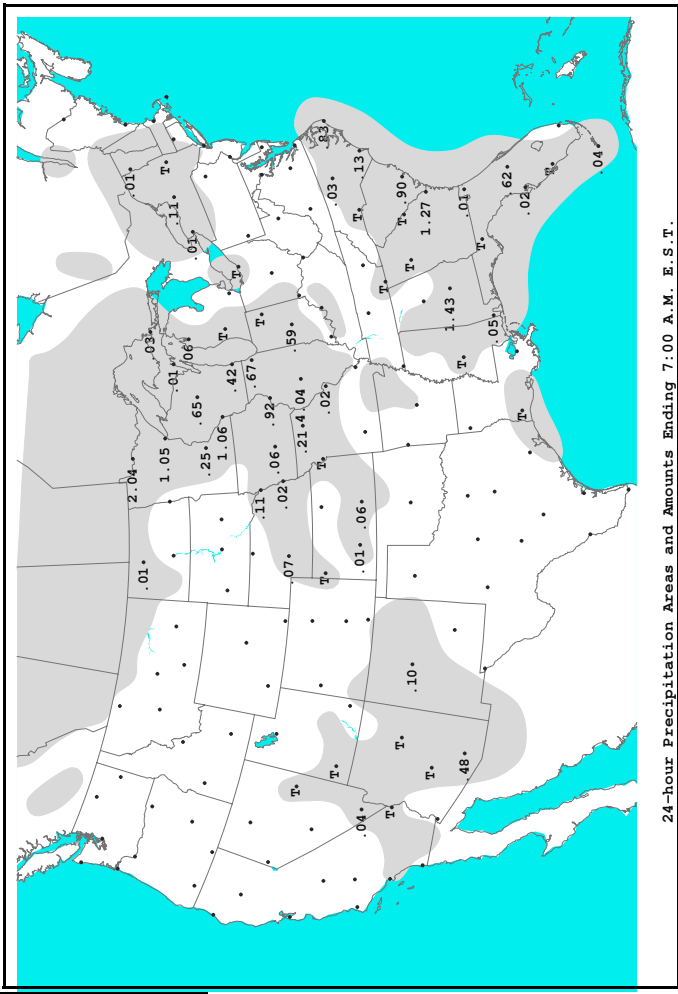 .01
2.04
.01
.03
1.05
T
.01
.11
.06
.01
.65
.25
1.06
T
.42
T
.67
.11
T
.92
.06
.02
.07
.59
T
.04
.21 4
.83
T
T
.02
.03
T
T
.13
T
.01
.06
.04
T
T
T
.90
T
T
.10
1.27
T
1.43
T
.01
.48
T
.05
.62
T
.02
T
.04
24-hour Precipitation Areas and Amounts Ending 7:00 A.M. E.S.T.